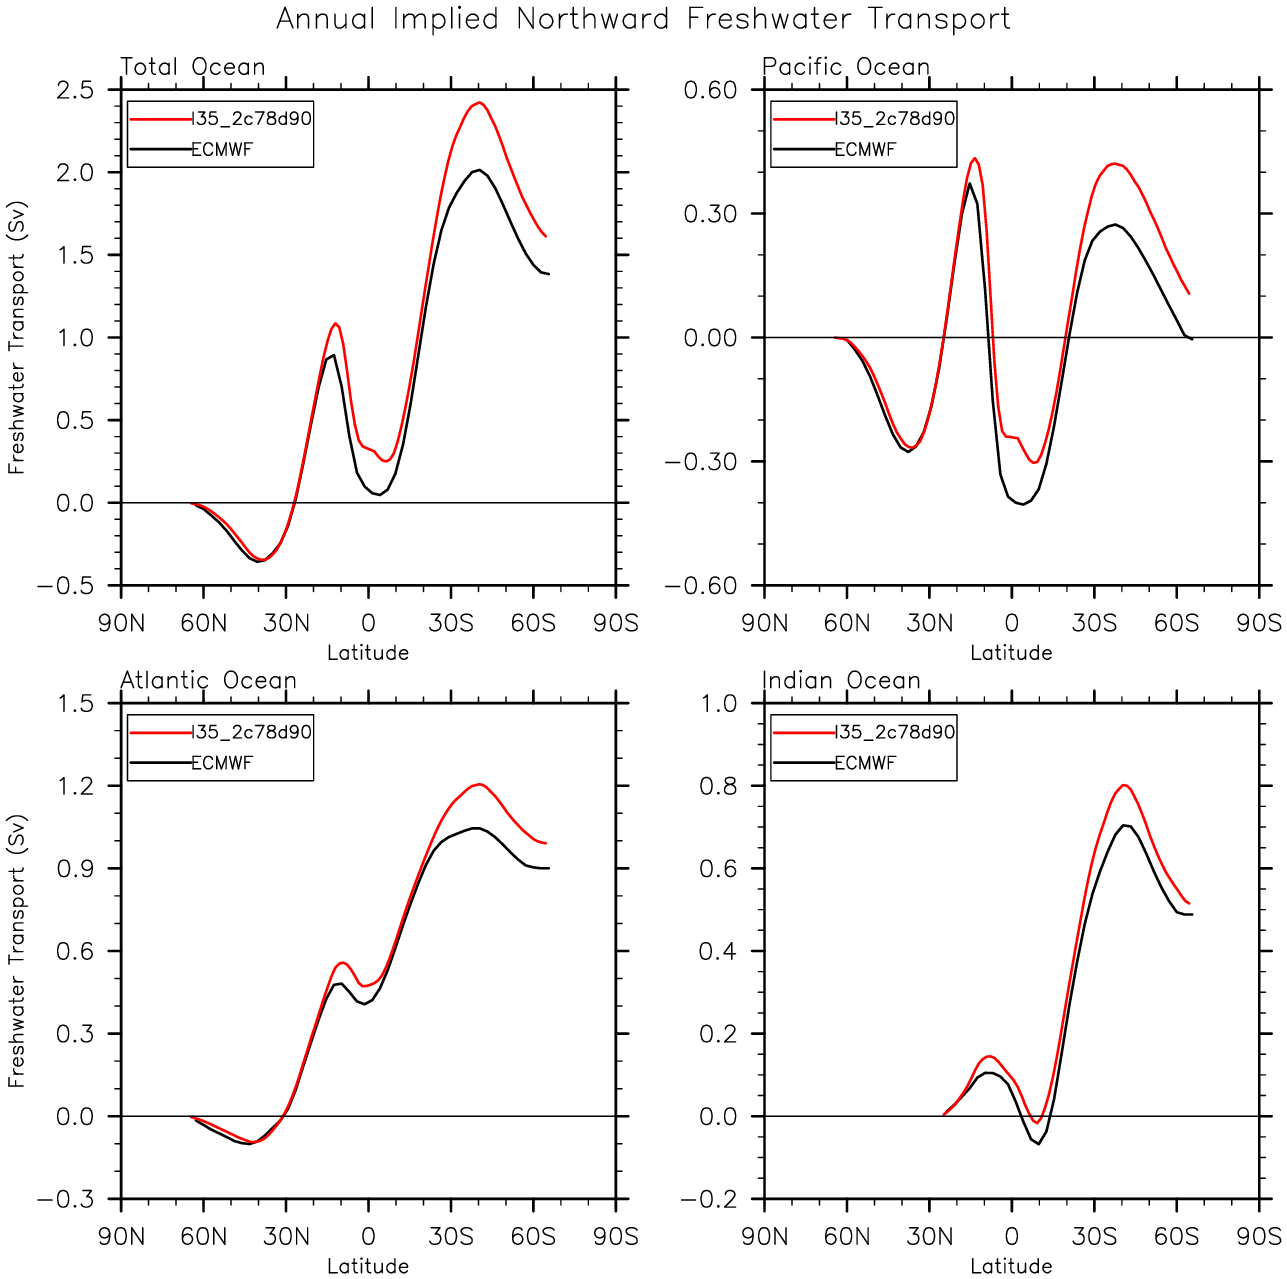 Annual Implied Northward Freshwater Transport
Total Ocean
Freshwater Transport (Sv)
2.5
2.0
1.5
1.0
0.5
0.0
−0.5
I35_2c78d90
ECMWF
90N 60N 30N 0 30S 60S 90S
Latitude
Pacific Ocean
0.60
0.30
0.00
−0.30
−0.60
I35_2c78d90
ECMWF
90N 60N 30N 0 30S 60S 90S
Latitude
Atlantic Ocean
Freshwater Transport (Sv)
1.5
1.2
0.9
0.6
0.3
0.0
−0.3
I35_2c78d90
ECMWF
90N 60N 30N 0 30S 60S 90S
Latitude
Indian Ocean
1.0
0.8
0.6
0.4
0.2
0.0
−0.2
I35_2c78d90
ECMWF
90N 60N 30N 0 30S 60S 90S
Latitude